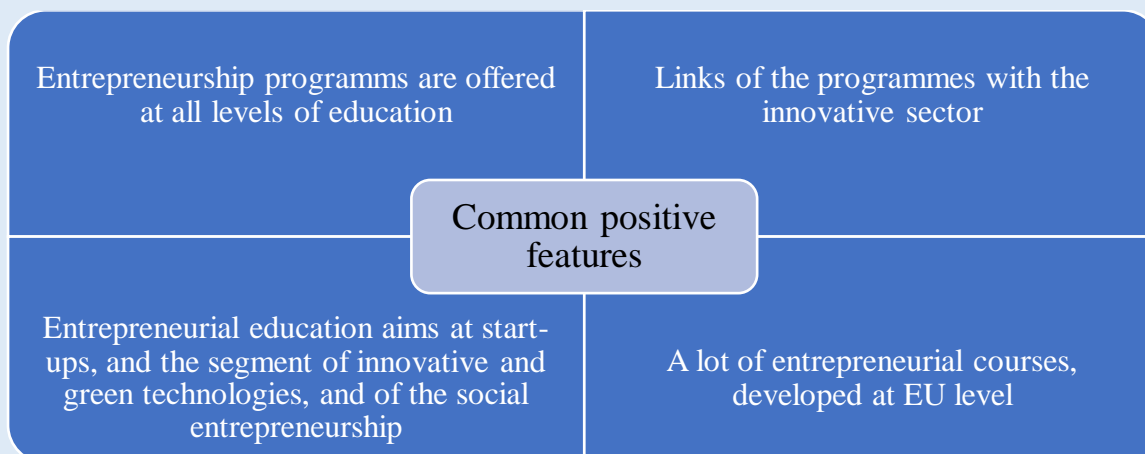 Entrepreneurship programms are offered
at all levels of education
Links of the programmes with the
innovative sector
Common positive
features
Entrepreneurial education aims at start-
ups, and the segment of innovative and
green technologies, and of the social
entrepreneurship
A lot of entrepreneurial courses,
developed at EU level